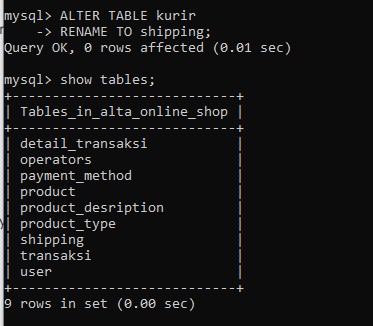 mysql> ALTER TABLE kurir
    -> RENAME TO shipping;
Query OK, 0 rows affected (0.01 sec)

mysql> show tables;
+---------------------------+
| Tables_in_alta_online_shop |
+---------------------------+
| detail_transaksi |
| operators |
| payment_method |
| product |
| product_desription |
| product_type |
| shipping |
| transaksi |
| user |
+---------------------------+
9 rows in set (0.00 sec)